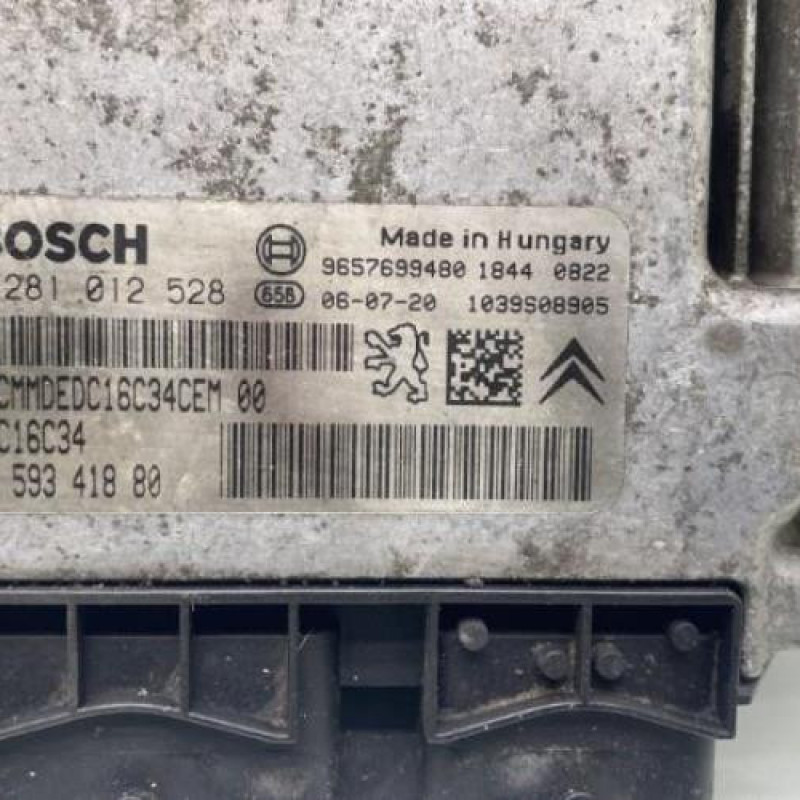 BOSCH
Made in Hungary
9657699480 1844 0822
281 012 528
658
06-07-20 1039S08905
CMMDEDC16C34CEM 00
C16C34
593 418 80